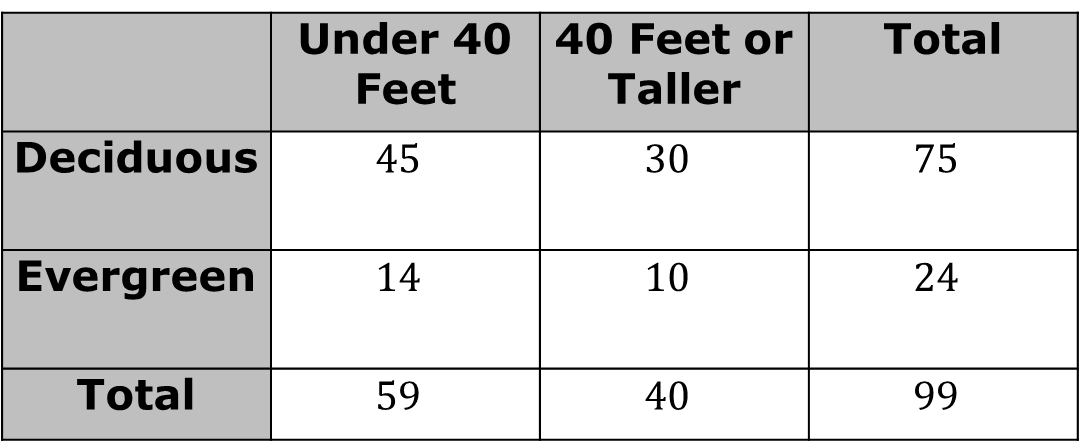 Under 40 Feet or Total
Feet Taller
Deciduous 45 30 75
Evergreen 14 10 24
Total 59 40 99